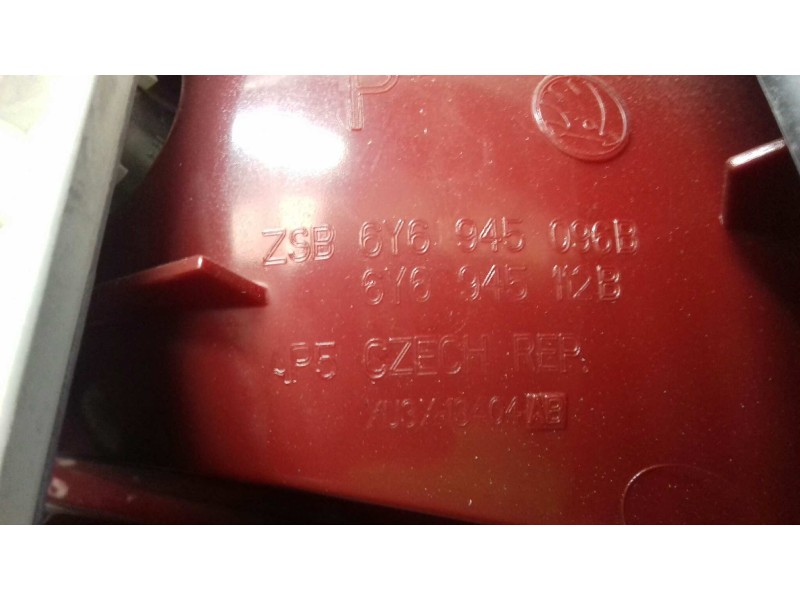 P
ZSB 6Y6 945 096B
6Y6 945 112B
JP5 CZECH REP.